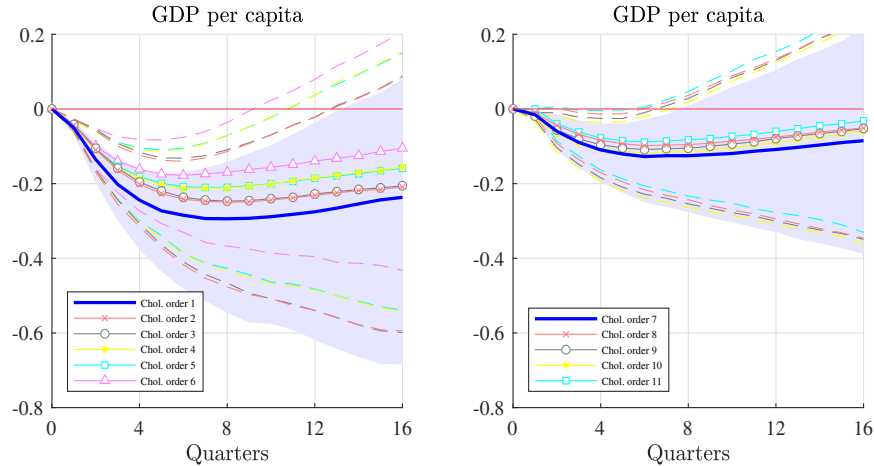 GDP per capita
0.2
0
-0.2
-0.4
-0.6
-0.8
Chol. order 1
Chol. order 2
Chol. order 3
Chol. order 4
Chol. order 5
Chol. order 6
0 4 8 12 16
Quarters
GDP per capita
0.2
0
-0.2
-0.4
-0.6
-0.8
Chol. order 7
Chol. order 8
Chol. order 9
Chol. order 10
Chol. order 11
0 4 8 12 16
Quarters